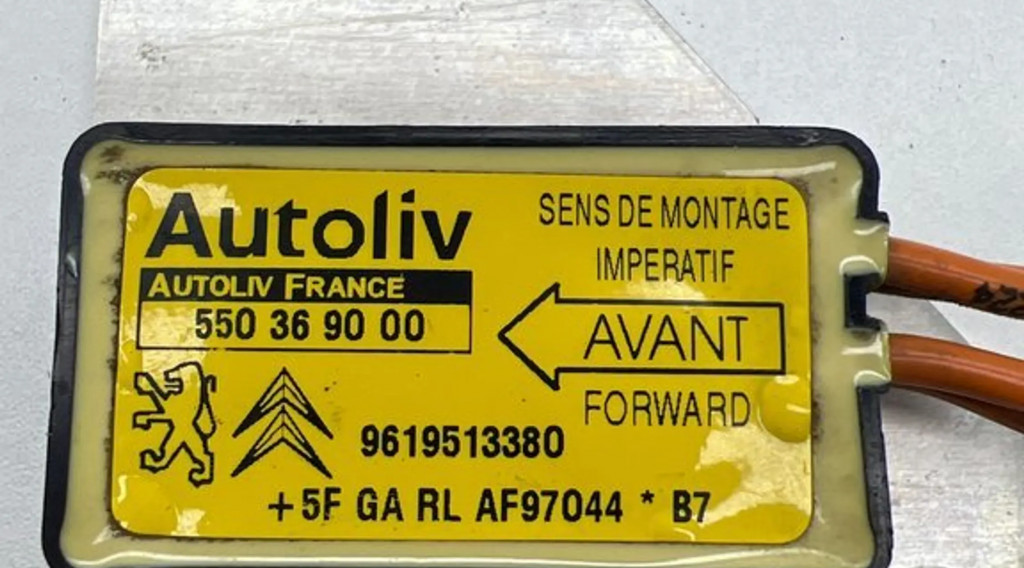 Autoliv
AUTOLIV FRANCE
550 36 90 00
SENS DE MONTAGE
IMPERATIF
AVANT
FORWARD
9619513380
+5F GA RL AF97044 * B7